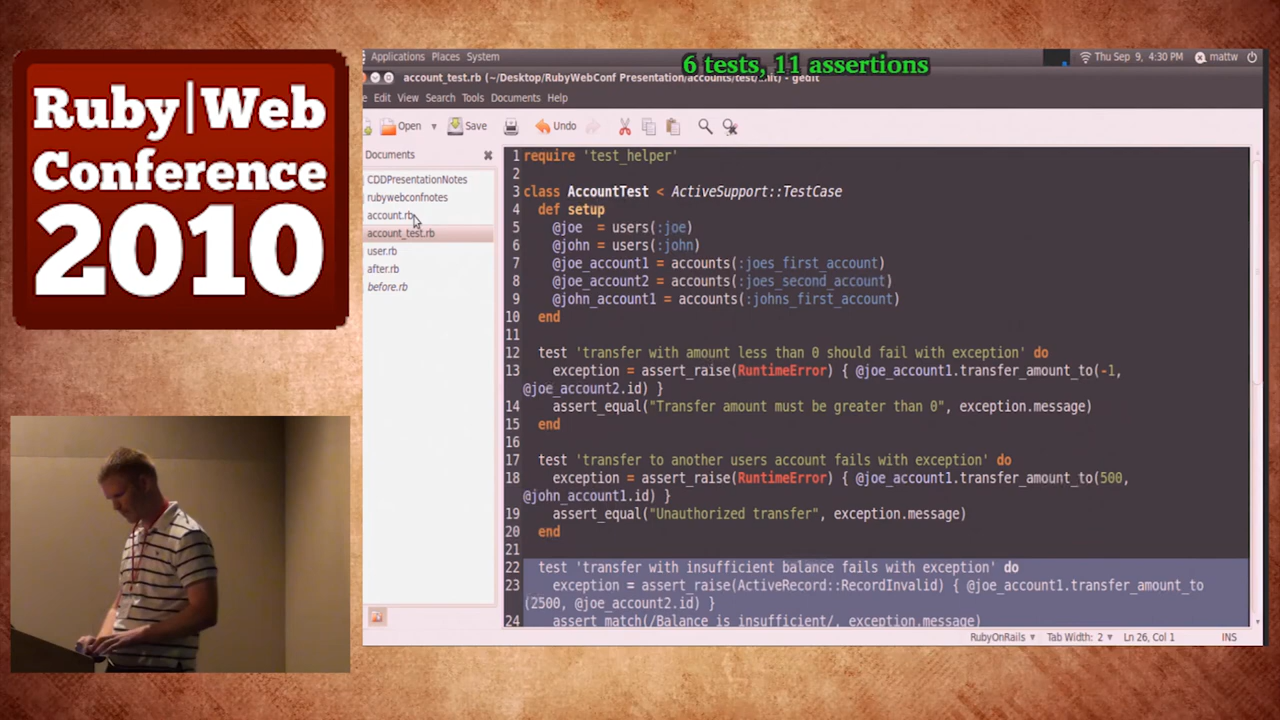 Ruby|Web
Conference
2010
Applications Places System
6 tests, 11 assertions
Thu Sep 9, 4:30 PM mattw
account_test.rb (~/Desktop/RubyWebConf Presentation/accounts/test/...nit) - gedit
Edit View Search Tools Documents Help
Open Save Undo
Documents
CDDPresentationNotes
rubywebconfnotes
account.rb
account_test.rb
user.rb
after.rb
before.rb
1 require 'test_helper'
2
3 class AccountTest < ActiveSupport::TestCase
4 def setup
5 @joe = users(:joe)
6 @john = users(:john)
7 @joe_account1 = accounts(:joes_first_account)
8 @joe_account2 = accounts(:joes_second_account)
9 @john_account1 = accounts(:johns_first_account)
10 end
11
12 test 'transfer with amount less than 0 should fail with exception' do
13 exception = assert_raise(RuntimeError) { @joe_account1.transfer_amount_to(-1,
@joe_account2.id) }
14 assert_equal("Transfer amount must be greater than 0", exception.message)
15 end
16
17 test 'transfer to another users account fails with exception' do
18 exception = assert_raise(RuntimeError) { @joe_account1.transfer_amount_to(500,
@john_account1.id) }
19 assert_equal("Unauthorized transfer", exception.message)
20 end
21
22 test 'transfer with insufficient balance fails with exception' do
23 exception = assert_raise(ActiveRecord::RecordInvalid) { @joe_account1.transfer_amount_to
(2500, @joe_account2.id) }
24 assert_match(/Balance is insufficient/, exception.message)
RubyOnRails Tab Width: 2 Ln 26, Col 1 INS